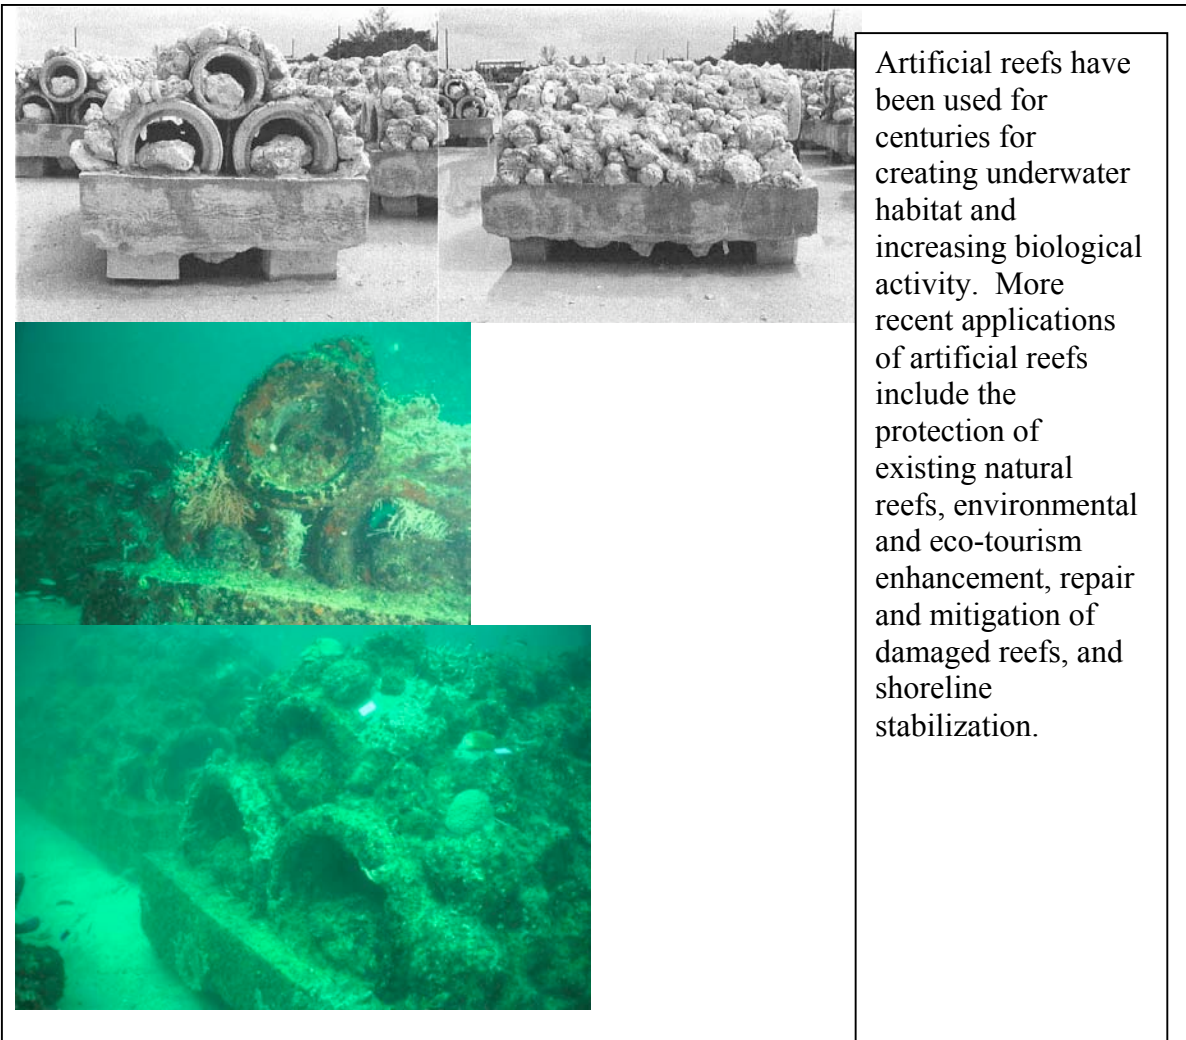 Artificial reefs have
been used for
centuries for
creating underwater
habitat and
increasing biological
activity.  More
recent applications
of artificial reefs
include the
protection of
existing natural
reefs, environmental
and eco-tourism
enhancement, repair
and mitigation of
damaged reefs, and
shoreline
stabilization.